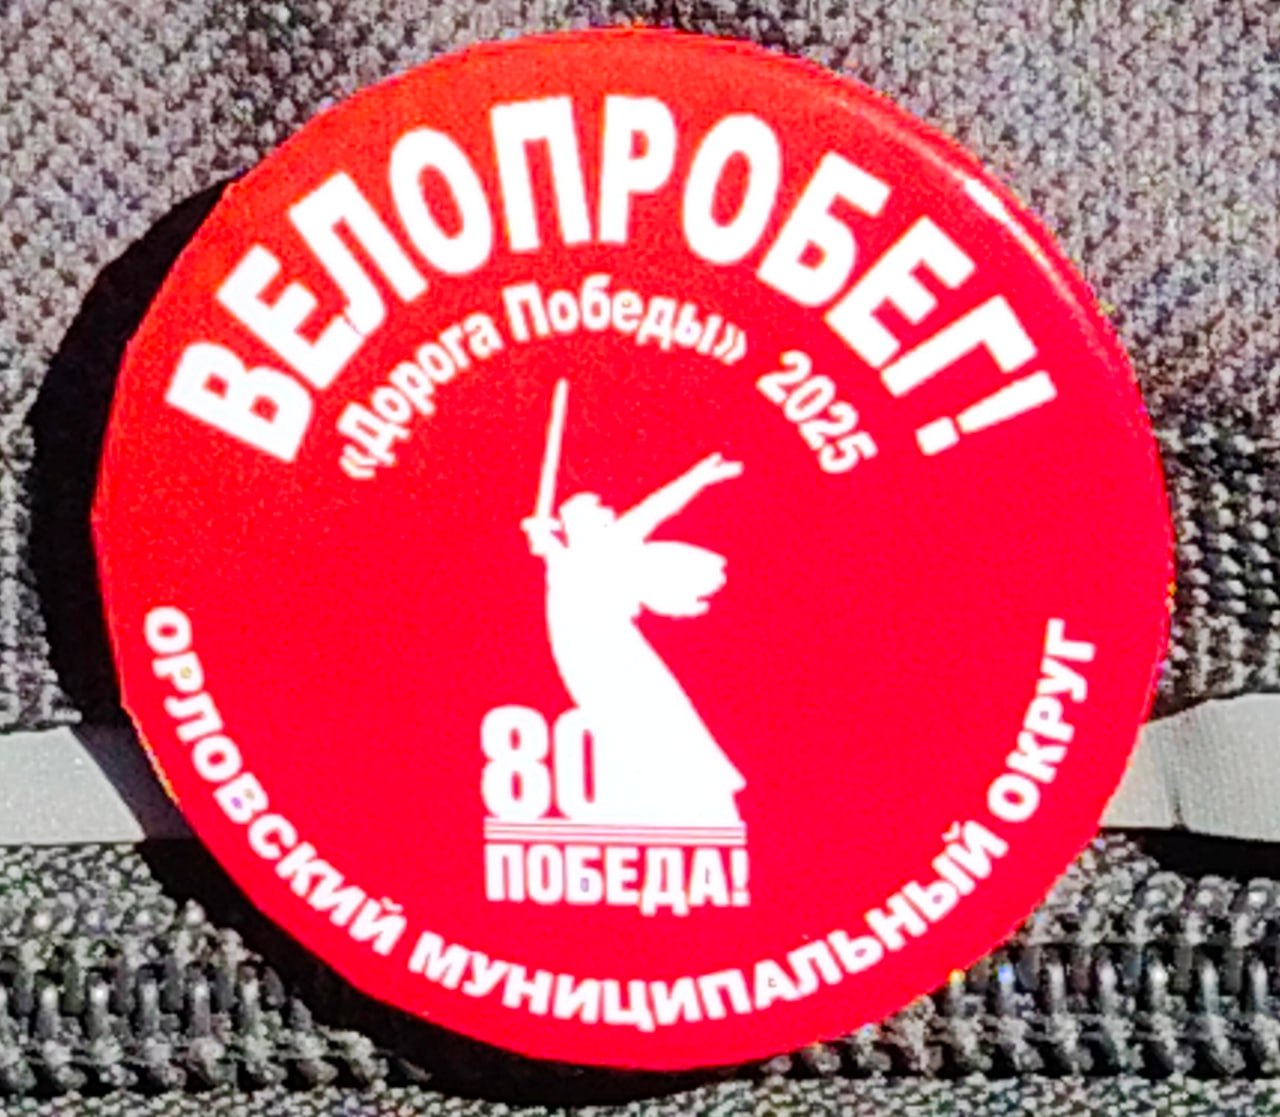 ВЕЛОПРОБЕГ!
«Дорога Победы» 2025
80
ПОБЕДА!
ОРЛОВСКИЙ МУНИЦИПАЛЬНЫЙ ОКРУГ